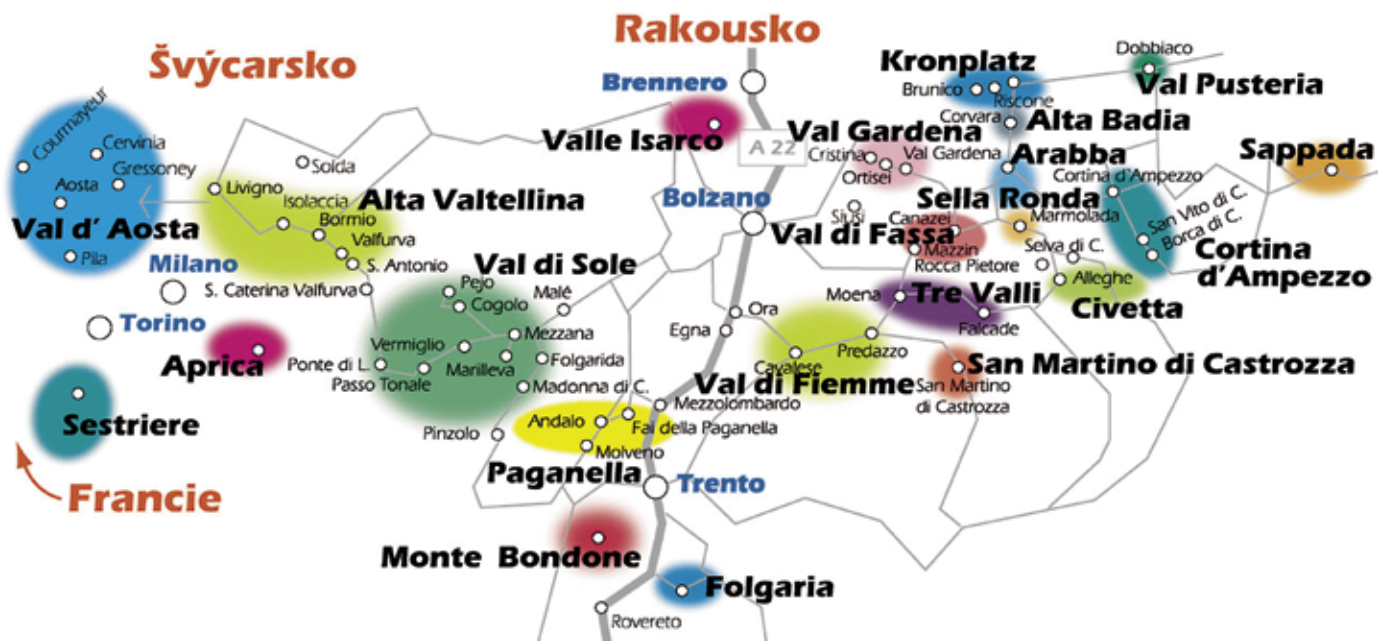 Rakousko
Švýcarsko
Brennero
Kronplatz
Dobbiaco
Val Pusteria
Brunico
Riscone
Corvara
Alta Badia
Courmayeur
Cervinia
Gressoney
Aosta
Val d' Aosta
Pila
Solda
Livigno
Isolaccia
Alta Valtellina
Bormio
Valfurva
S. Antonio
S. Caterina Valfurva
Valle Isarco
A 22
Val Gardena
Cristina
Val Gardena
Ortisei
Arabba
Cortina d'Ampezzo
Sappada
Bolzano
Siusi
Sella Ronda
Canazei
Marmolada
San Vito di C.
Borca di C.
Val di Fassa
Mazzin
Selva di C.
Rocca Pietore
Alleghe
Cortina
d'Ampezzo
Civetta
Milano
Torino
Val di Sole
Pejo
Cogolo
Malé
Mezzana
Vermiglio
Folgarida
Marilleva
Ponte di L.
Passo Tonale
Madonna di C.
Pinzolo
Aprica
Ora
Egna
Moena
Tre Valli
Falcade
Predazzo
Cavalese
Val di Fiemme
San Martino di Castrozza
San Martino
di Castrozza
Sestriere
Francie
Mezzolombardo
Andalo
Fai della Paganella
Molveno
Paganella
Trento
Monte Bondone
Folgaria
Rovereto